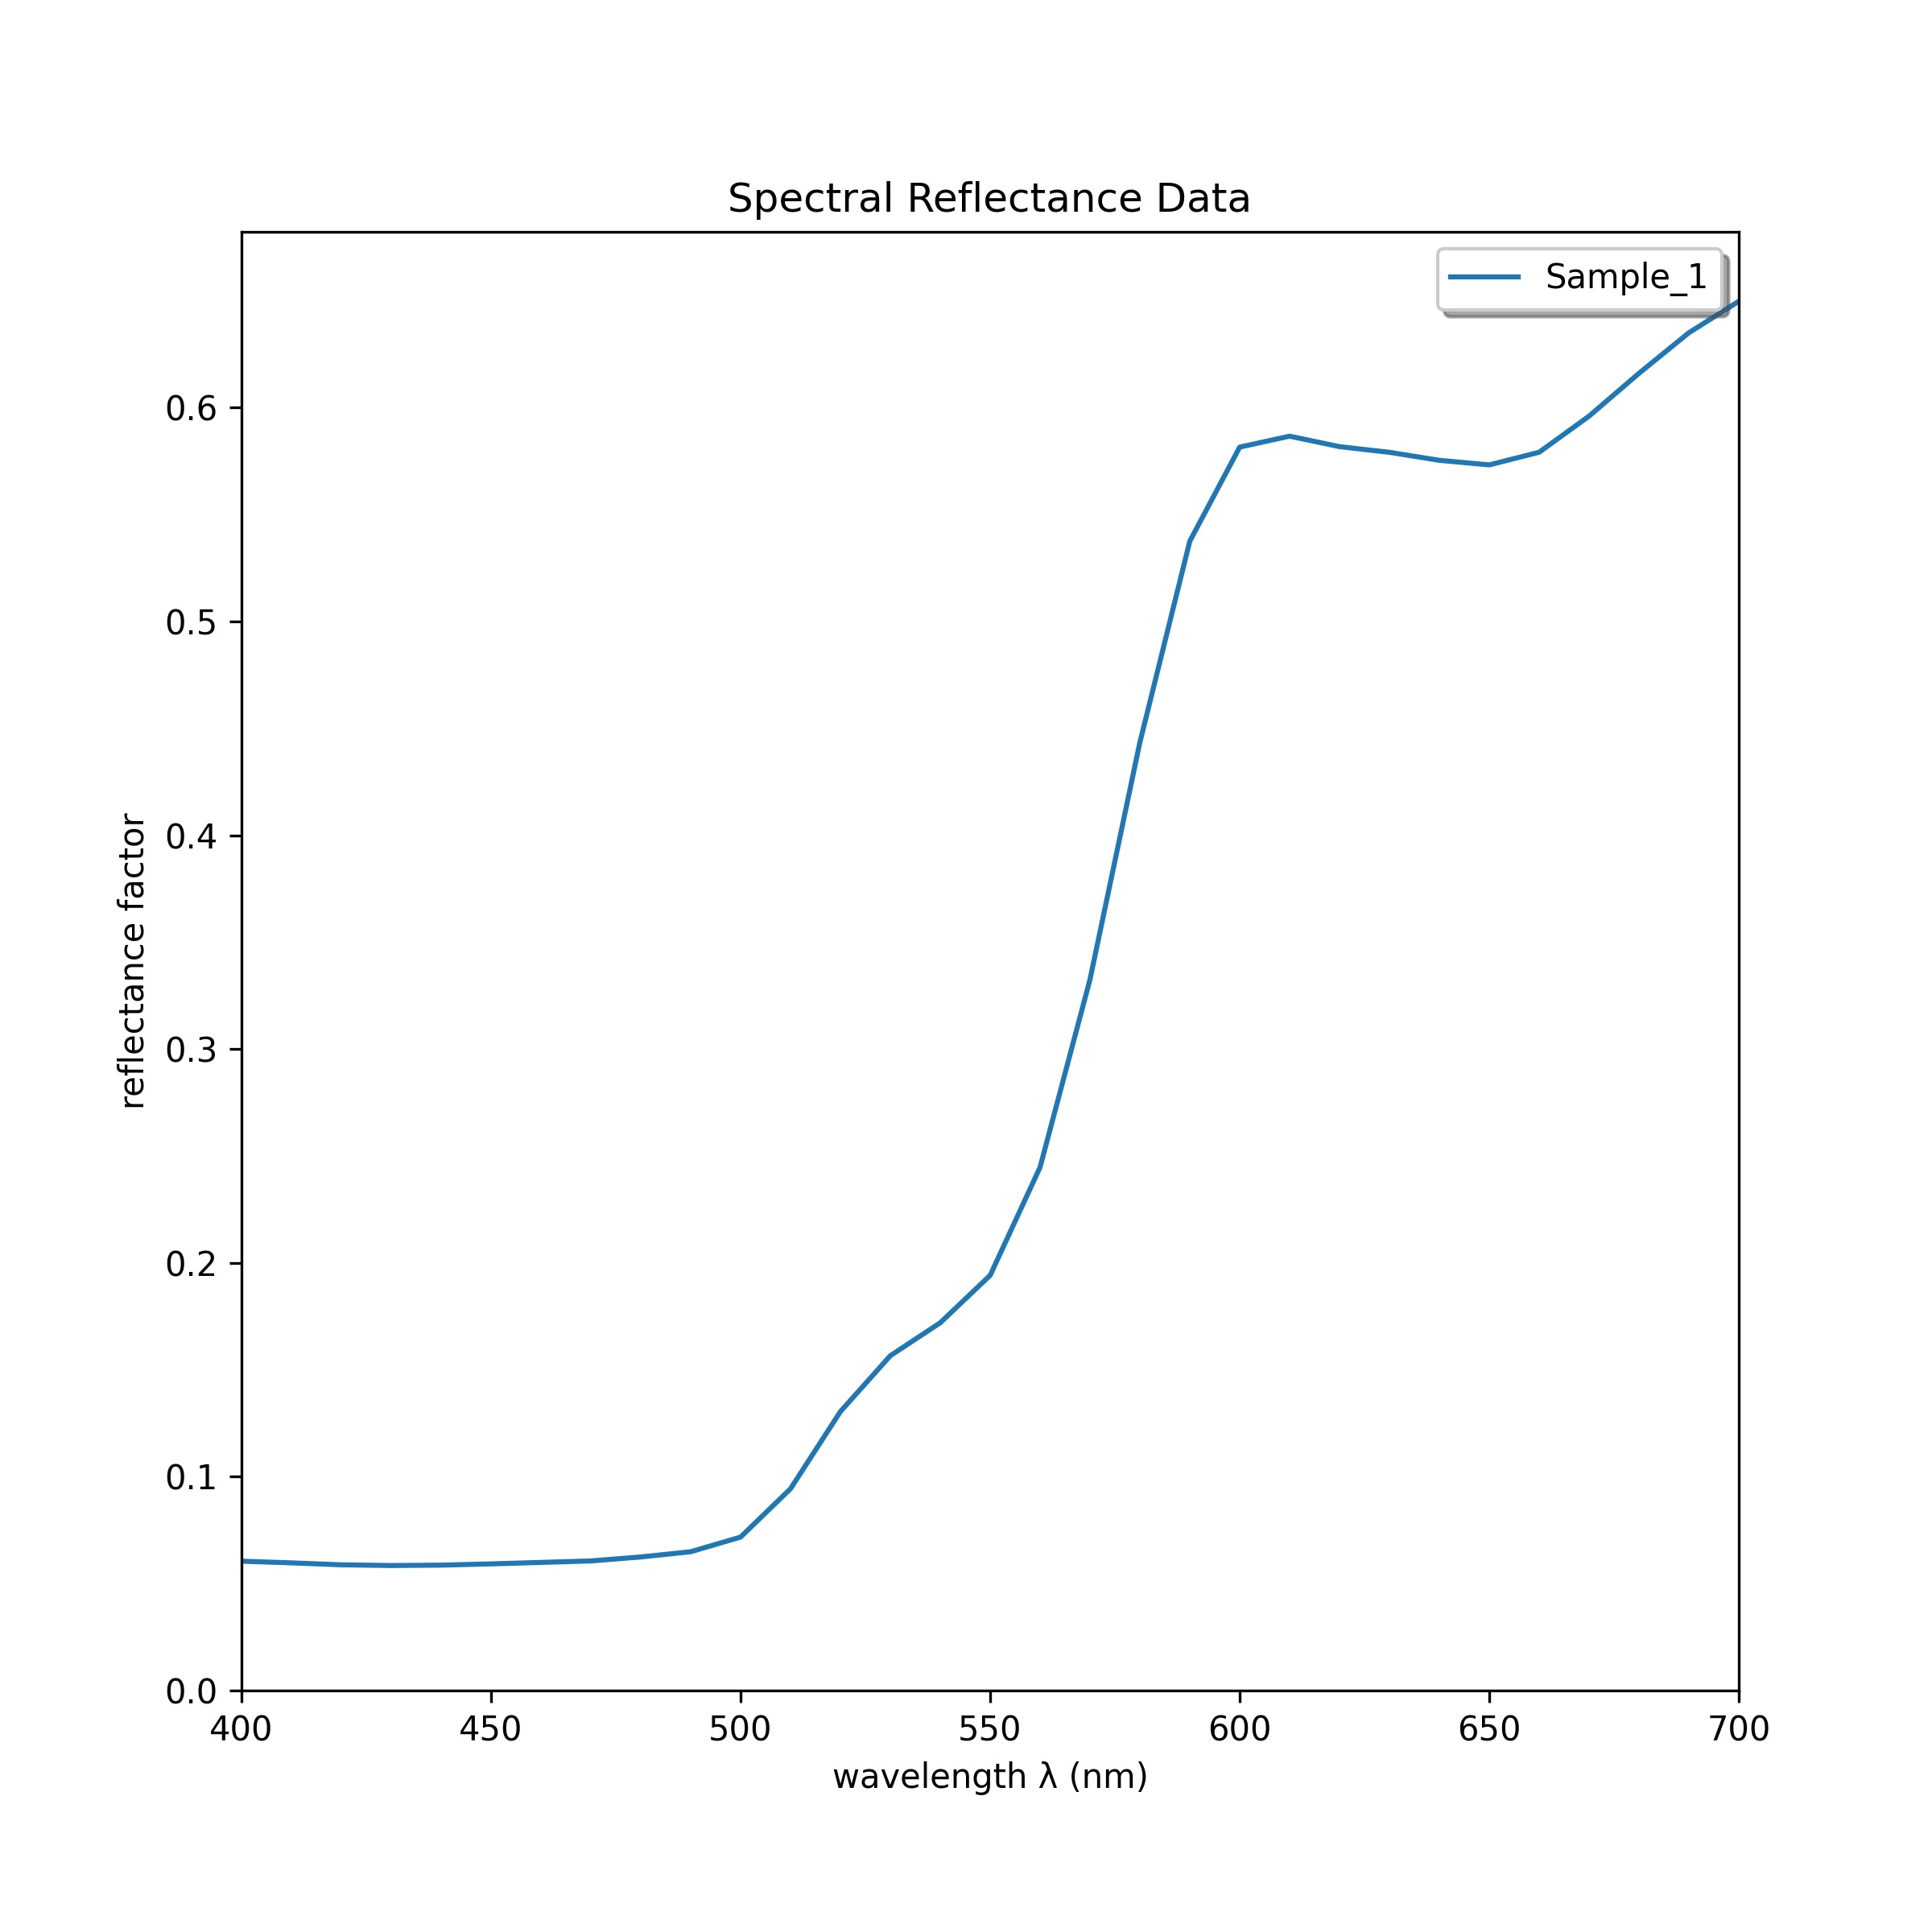 Spectral Reflectance Data
Sample_1
reflectance factor
0.6
0.5
0.4
0.3
0.2
0.1
0.0
400 450 500 550 600 650 700
wavelength λ (nm)